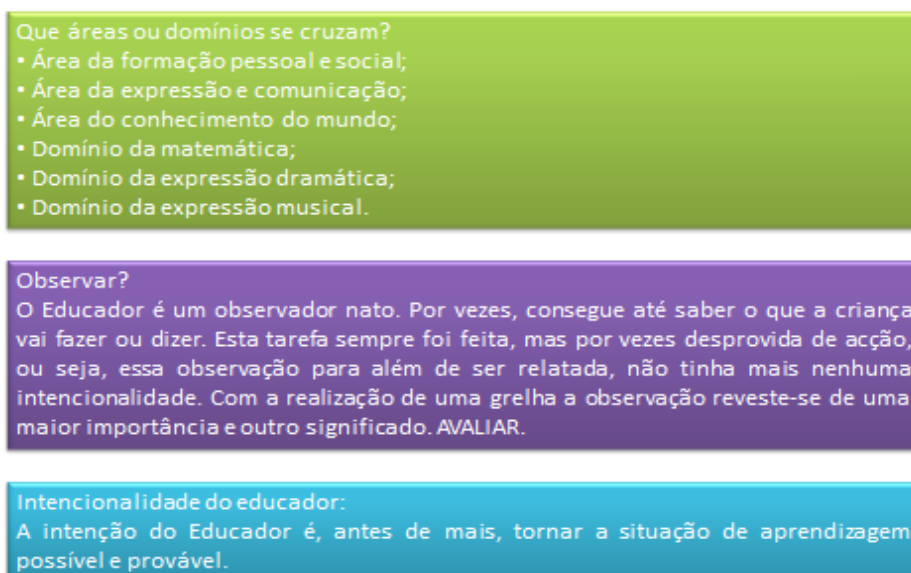 Que áreas ou domínios se cruzam?
• Área da formação pessoal e social;
• Área da expressão e comunicação;
• Área do conhecimento do mundo;
• Domínio da matemática;
• Domínio da expressão dramática;
• Domínio da expressão musical.
Observar?
O Educador é um observador nato. Por vezes, consegue até saber o que a criança
vai fazer ou dizer. Esta tarefa sempre foi feita, mas por vezes desprovida de acção,
ou seja, essa observação para além de ser relatada, não tinha mais nenhuma
intencionalidade. Com a realização de uma grelha a observação reveste-se de uma
maior importância e outro significado. AVALIAR.
Intencionalidade do educador:
A intenção do Educador é, antes de mais, tornar a situação de aprendizagem
possível e provável.